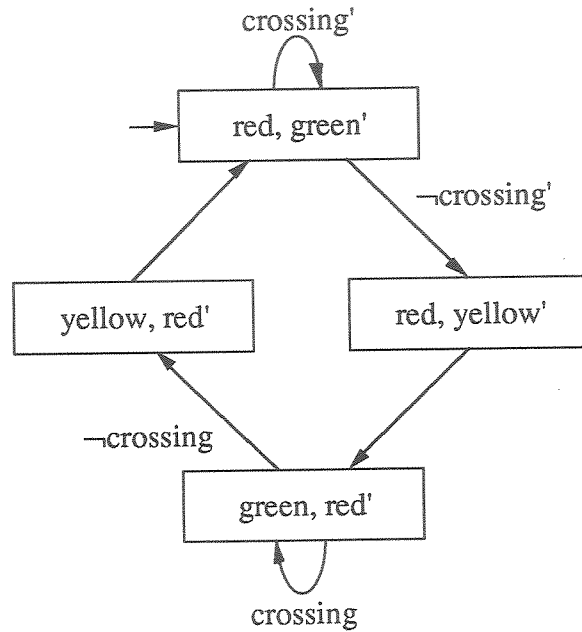 crossing'
red, green'
¬crossing'
yellow, red'
red, yellow'
¬crossing
green, red'
crossing